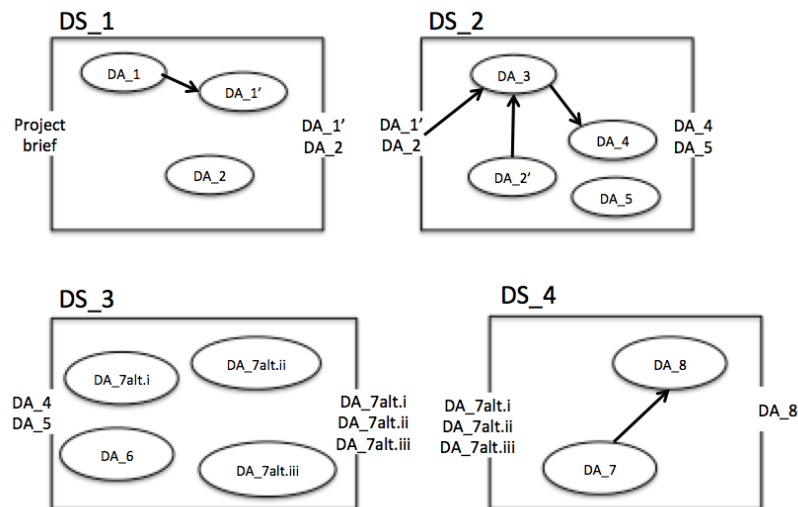 DS_1
DA_1
DA_1'
DA_2
Project
brief
DA_1'
DA_2
DS_2
DA_3
DA_1'
DA_2
DA_4
DA_2'
DA_5
DA_4
DA_5
DS_3
DA_7alt.i
DA_7alt.ii
DA_4
DA_5
DA_6
DA_7alt.iii
DA_7alt.i
DA_7alt.ii
DA_7alt.iii
DS_4
DA_8
DA_7alt.i
DA_7alt.ii
DA_7alt.iii
DA_7
DA_8